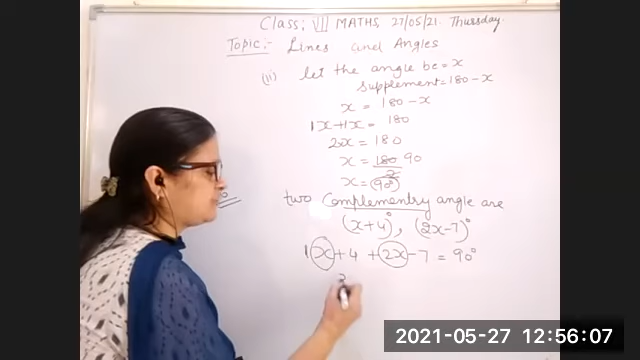 Class: VII MATHS, 27/05/21. Thursday.
Topic:- Lines and Angles
(ii) let the angle be = x
supplement = 180 - x
x = 180 - x
1x + 1x = 180
2x = 180
x = 180/2 90
x = 90°
two Complementry angle are
(x+4)°, (2x-7)°
1x + 4 + 2x - 7 = 90°
2021-05-27 12:56:07